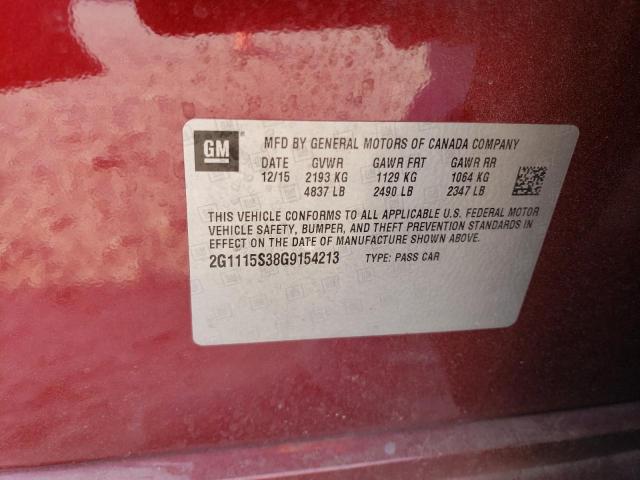 GM
MFD BY GENERAL MOTORS OF CANADA COMPANY
DATE GVWR GAWR FRT GAWR RR
12/15 2193 KG 1129 KG 1064 KG
4837 LB 2490 LB 2347 LB
THIS VEHICLE CONFORMS TO ALL APPLICABLE U.S. FEDERAL MOTOR
VEHICLE SAFETY, BUMPER, AND THEFT PREVENTION STANDARDS IN
EFFECT ON THE DATE OF MANUFACTURE SHOWN ABOVE.
2G1115S38G9154213 TYPE: PASS CAR